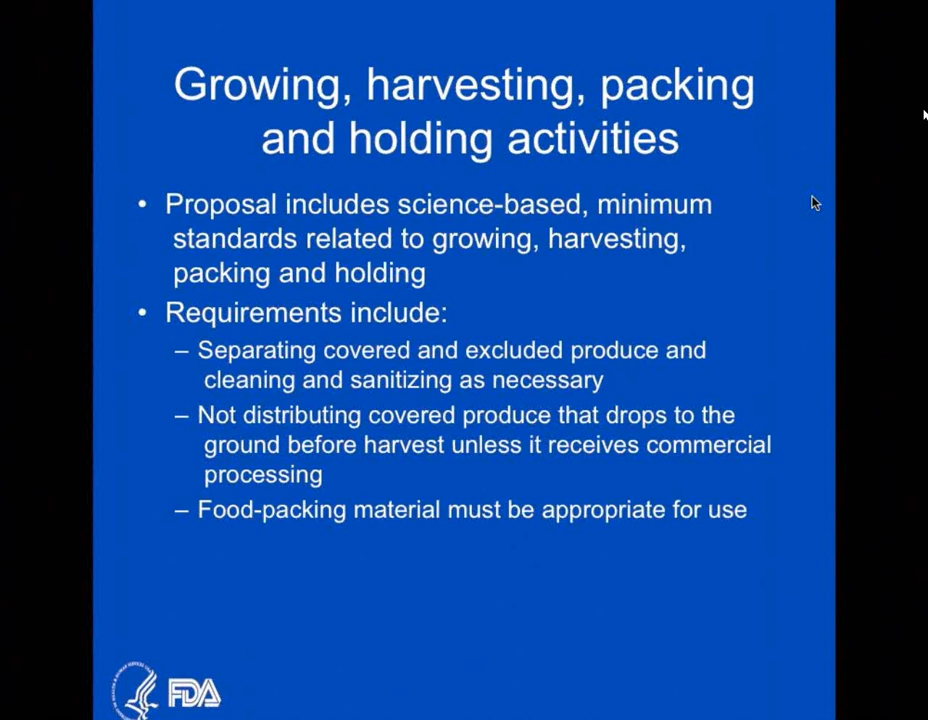 Growing, harvesting, packing
and holding activities
• Proposal includes science-based, minimum
standards related to growing, harvesting,
packing and holding
• Requirements include:
– Separating covered and excluded produce and
cleaning and sanitizing as necessary
– Not distributing covered produce that drops to the
ground before harvest unless it receives commercial
processing
– Food-packing material must be appropriate for use
FDA